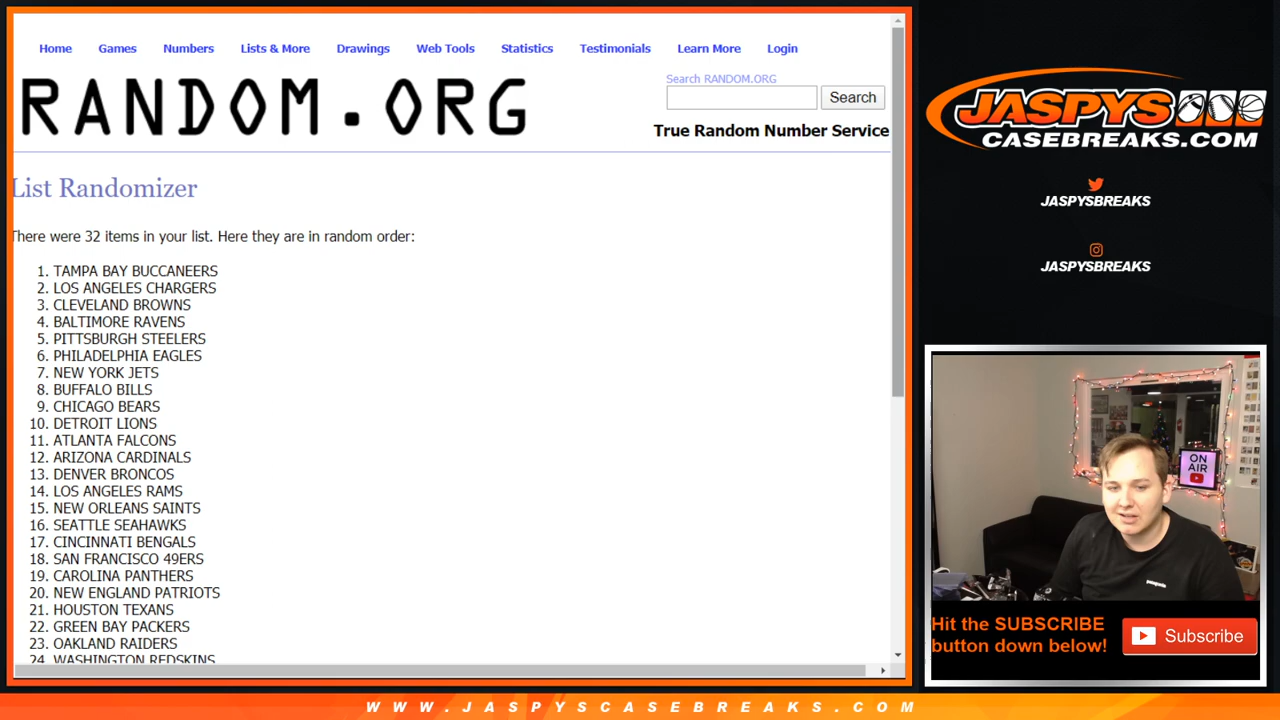 Home Games Numbers Lists & More Drawings Web Tools Statistics Testimonials Learn More Login
RANDOM.ORG
Search RANDOM.ORG
Search
True Random Number Service
List Randomizer
There were 32 items in your list. Here they are in random order:
1. TAMPA BAY BUCCANEERS
2. LOS ANGELES CHARGERS
3. CLEVELAND BROWNS
4. BALTIMORE RAVENS
5. PITTSBURGH STEELERS
6. PHILADELPHIA EAGLES
7. NEW YORK JETS
8. BUFFALO BILLS
9. CHICAGO BEARS
10. DETROIT LIONS
11. ATLANTA FALCONS
12. ARIZONA CARDINALS
13. DENVER BRONCOS
14. LOS ANGELES RAMS
15. NEW ORLEANS SAINTS
16. SEATTLE SEAHAWKS
17. CINCINNATI BENGALS
18. SAN FRANCISCO 49ERS
19. CAROLINA PANTHERS
20. NEW ENGLAND PATRIOTS
21. HOUSTON TEXANS
22. GREEN BAY PACKERS
23. OAKLAND RAIDERS
24. WASHINGTON REDSKINS
JASPYS
CASEBREAKS.COM
JASPYSBREAKS
JASPYSBREAKS
ON
AIR
patagonia
Hit the SUBSCRIBE
button down below!
Subscribe
WWW.JASPYSCASEBREAKS.COM